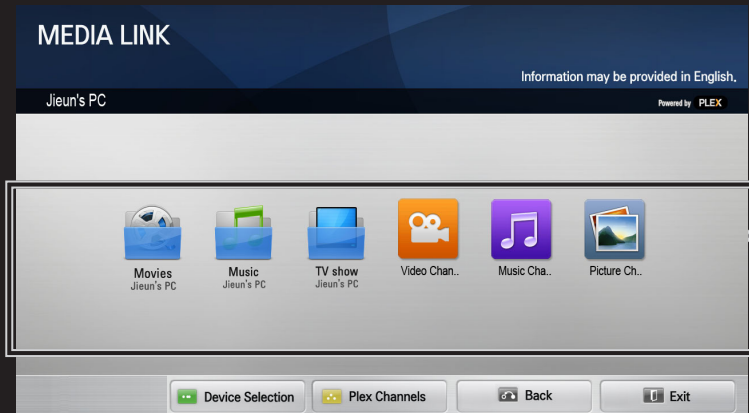 MEDIA LINK
Information may be provided in English.
Jieun's PC
Powered by PLEX
Movies
Jieun's PC
Music
Jieun's PC
TV show
Jieun's PC
Video Chan..
Music Cha..
Picture Ch..
Device Selection
Plex Channels
Back
Exit